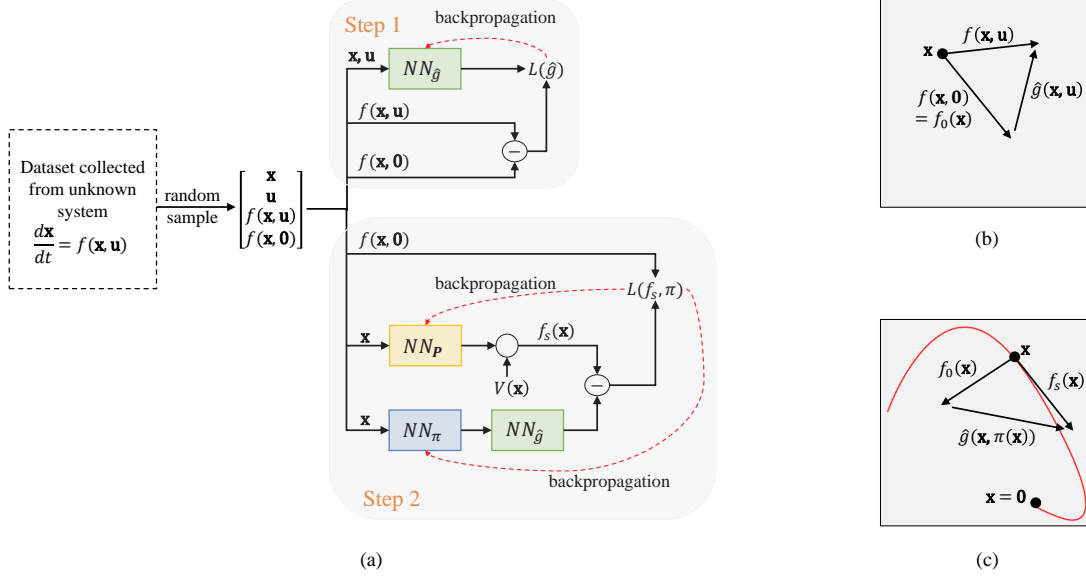 Step 1
backpropagation
x, u
NN_ĝ
L(ĝ)
f(x, u)
−
f(x, 0)
Dataset collected
from unknown
system
dx/dt = f(x, u)
random
sample
x
u
f(x, u)
f(x, 0)
f(x, 0)
backpropagation
L(f_s, π)
x
NN_P
f_s(x)
V(x)
−
x
NN_π
NN_ĝ
backpropagation
Step 2
(a)
x
f(x, u)
f(x, 0)
= f_0(x)
ĝ(x, u)
(b)
x
f_0(x)
f_s(x)
ĝ(x, π(x))
x = 0
(c)